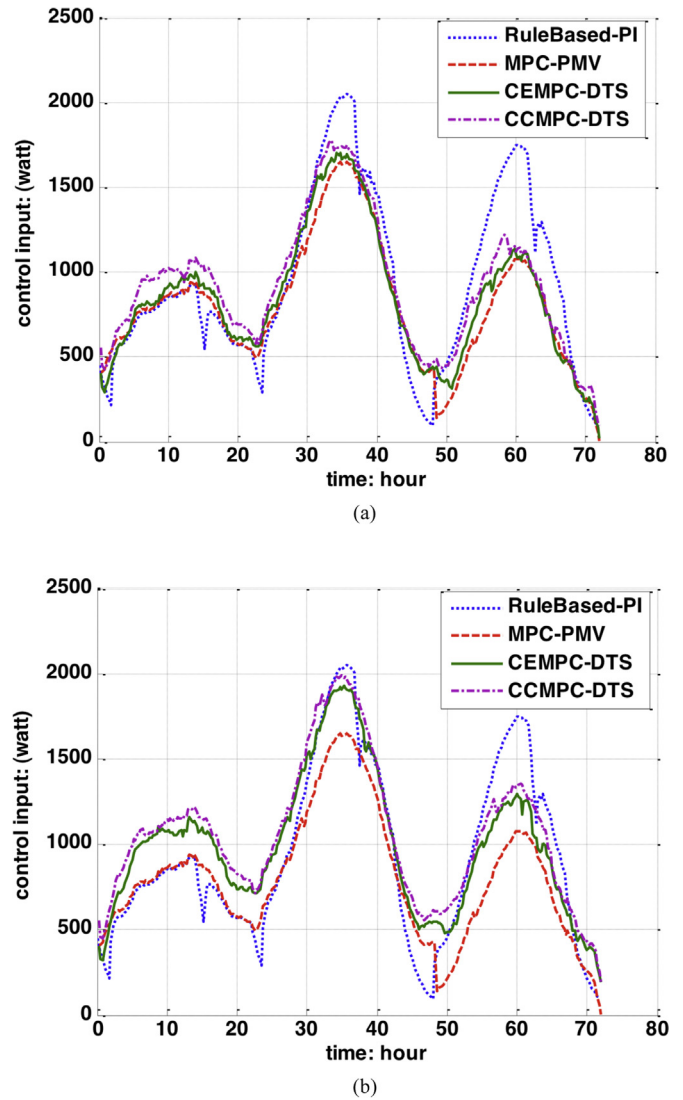 2500
2000
1500
1000
500
0
control input: (watt)
RuleBased-PI
MPC-PMV
CEMPC-DTS
CCMPC-DTS
0 10 20 30 40 50 60 70 80
time: hour
(a)
2500
2000
1500
1000
500
0
control input: (watt)
RuleBased-PI
MPC-PMV
CEMPC-DTS
CCMPC-DTS
0 10 20 30 40 50 60 70 80
time: hour
(b)